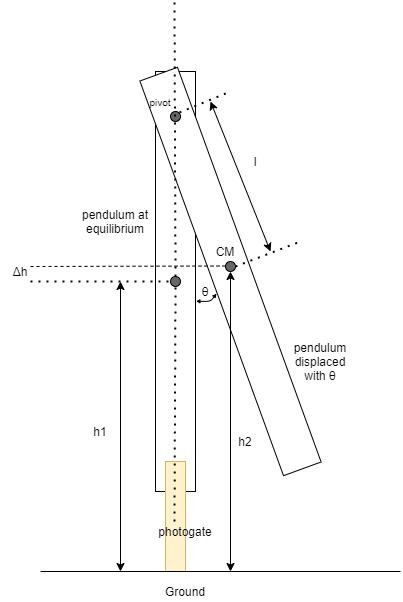 pivot
l
pendulum at
equilibrium
CM
Δh
θ
pendulum
displaced
with θ
h1
h2
photogate
Ground